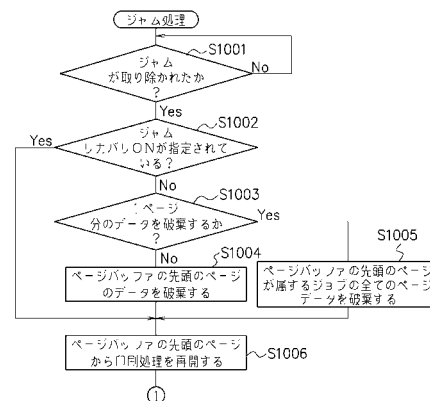 ジャム処理
S1001
ジャム
が取り除かれたか
?
No
Yes
S1002
ジャム
リカバリONが指定されて
いる?
Yes
No
S1003
1ページ
分のデータを破棄するか
?
Yes
No
S1004
ページバッファの先頭のページ
のデータを破棄する
S1005
ページバッファの先頭のページ
が属するジョブの全てのページ
データを破棄する
ページバッファの先頭のページ
から印刷処理を再開する
S1006
1